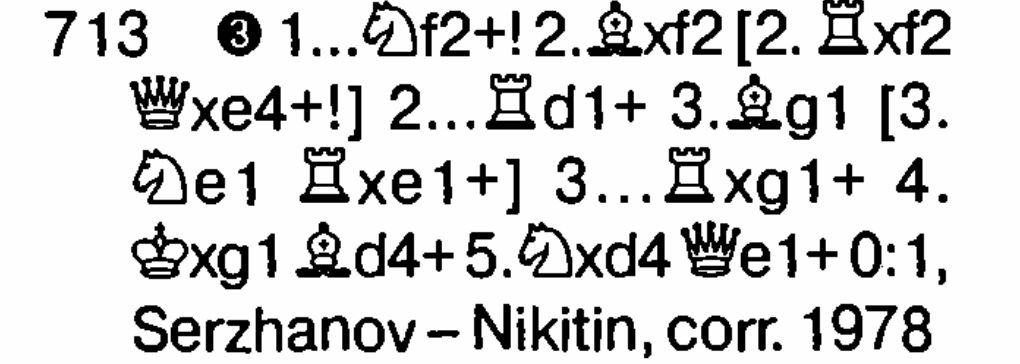 713 ❸ 1...♘f2+! 2.♗xf2 [2. ♖xf2
♕xe4+!] 2...♖d1+ 3.♗g1 [3.
♘e1 ♖xe1+] 3...♖xg1+ 4.
♔xg1 ♗d4+ 5.♘xd4 ♕e1+ 0:1,
Serzhanov – Nikitin, corr. 1978